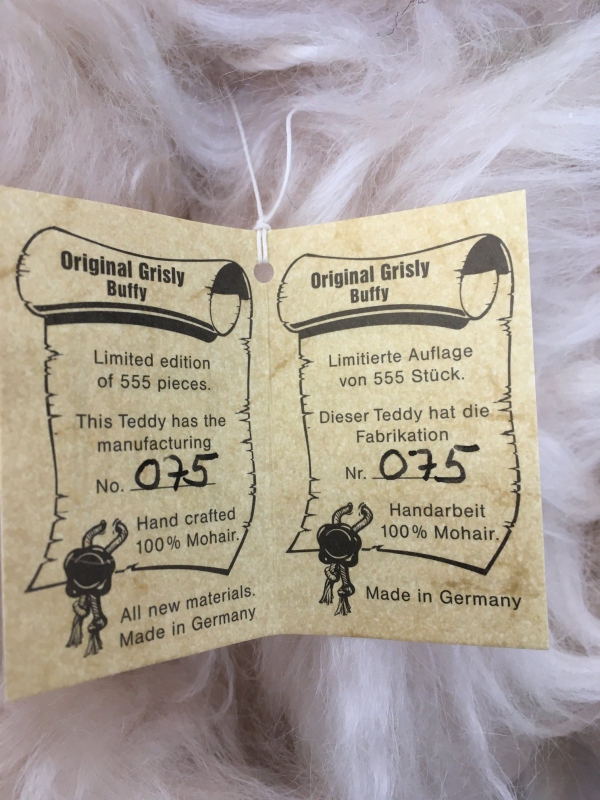 Original Grisly
Buffy
Limited edition
of 555 pieces.
This Teddy has the
manufacturing
No. 075
Hand crafted
100% Mohair.
All new materials.
Made in Germany
Original Grisly
Buffy
Limitierte Auflage
von 555 Stück.
Dieser Teddy hat die
Fabrikation
Nr. 075
Handarbeit
100% Mohair.
Made in Germany